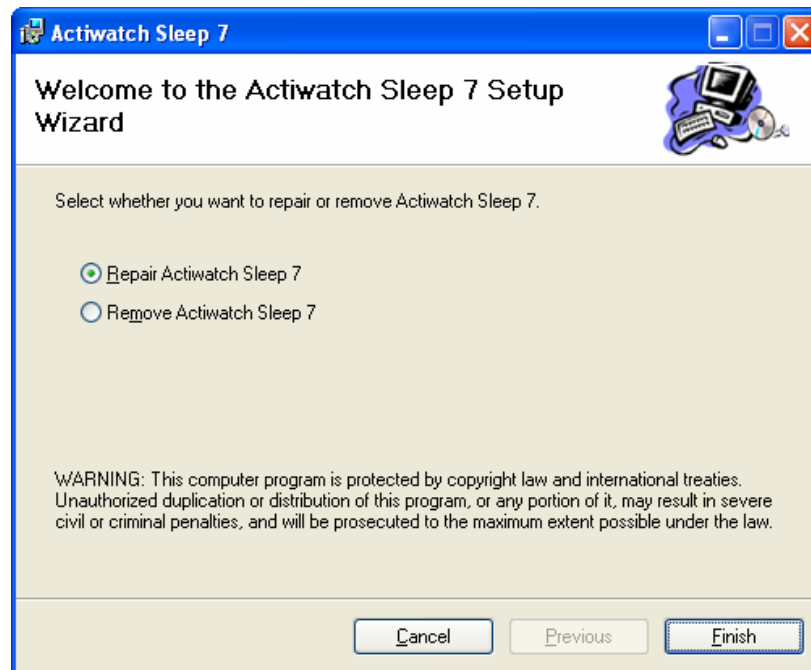 Actiwatch Sleep 7
Welcome to the Actiwatch Sleep 7 Setup
Wizard
Select whether you want to repair or remove Actiwatch Sleep 7.
Repair Actiwatch Sleep 7
Remove Actiwatch Sleep 7
WARNING: This computer program is protected by copyright law and international treaties.
Unauthorized duplication or distribution of this program, or any portion of it, may result in severe
civil or criminal penalties, and will be prosecuted to the maximum extent possible under the law.
Cancel Previous Finish